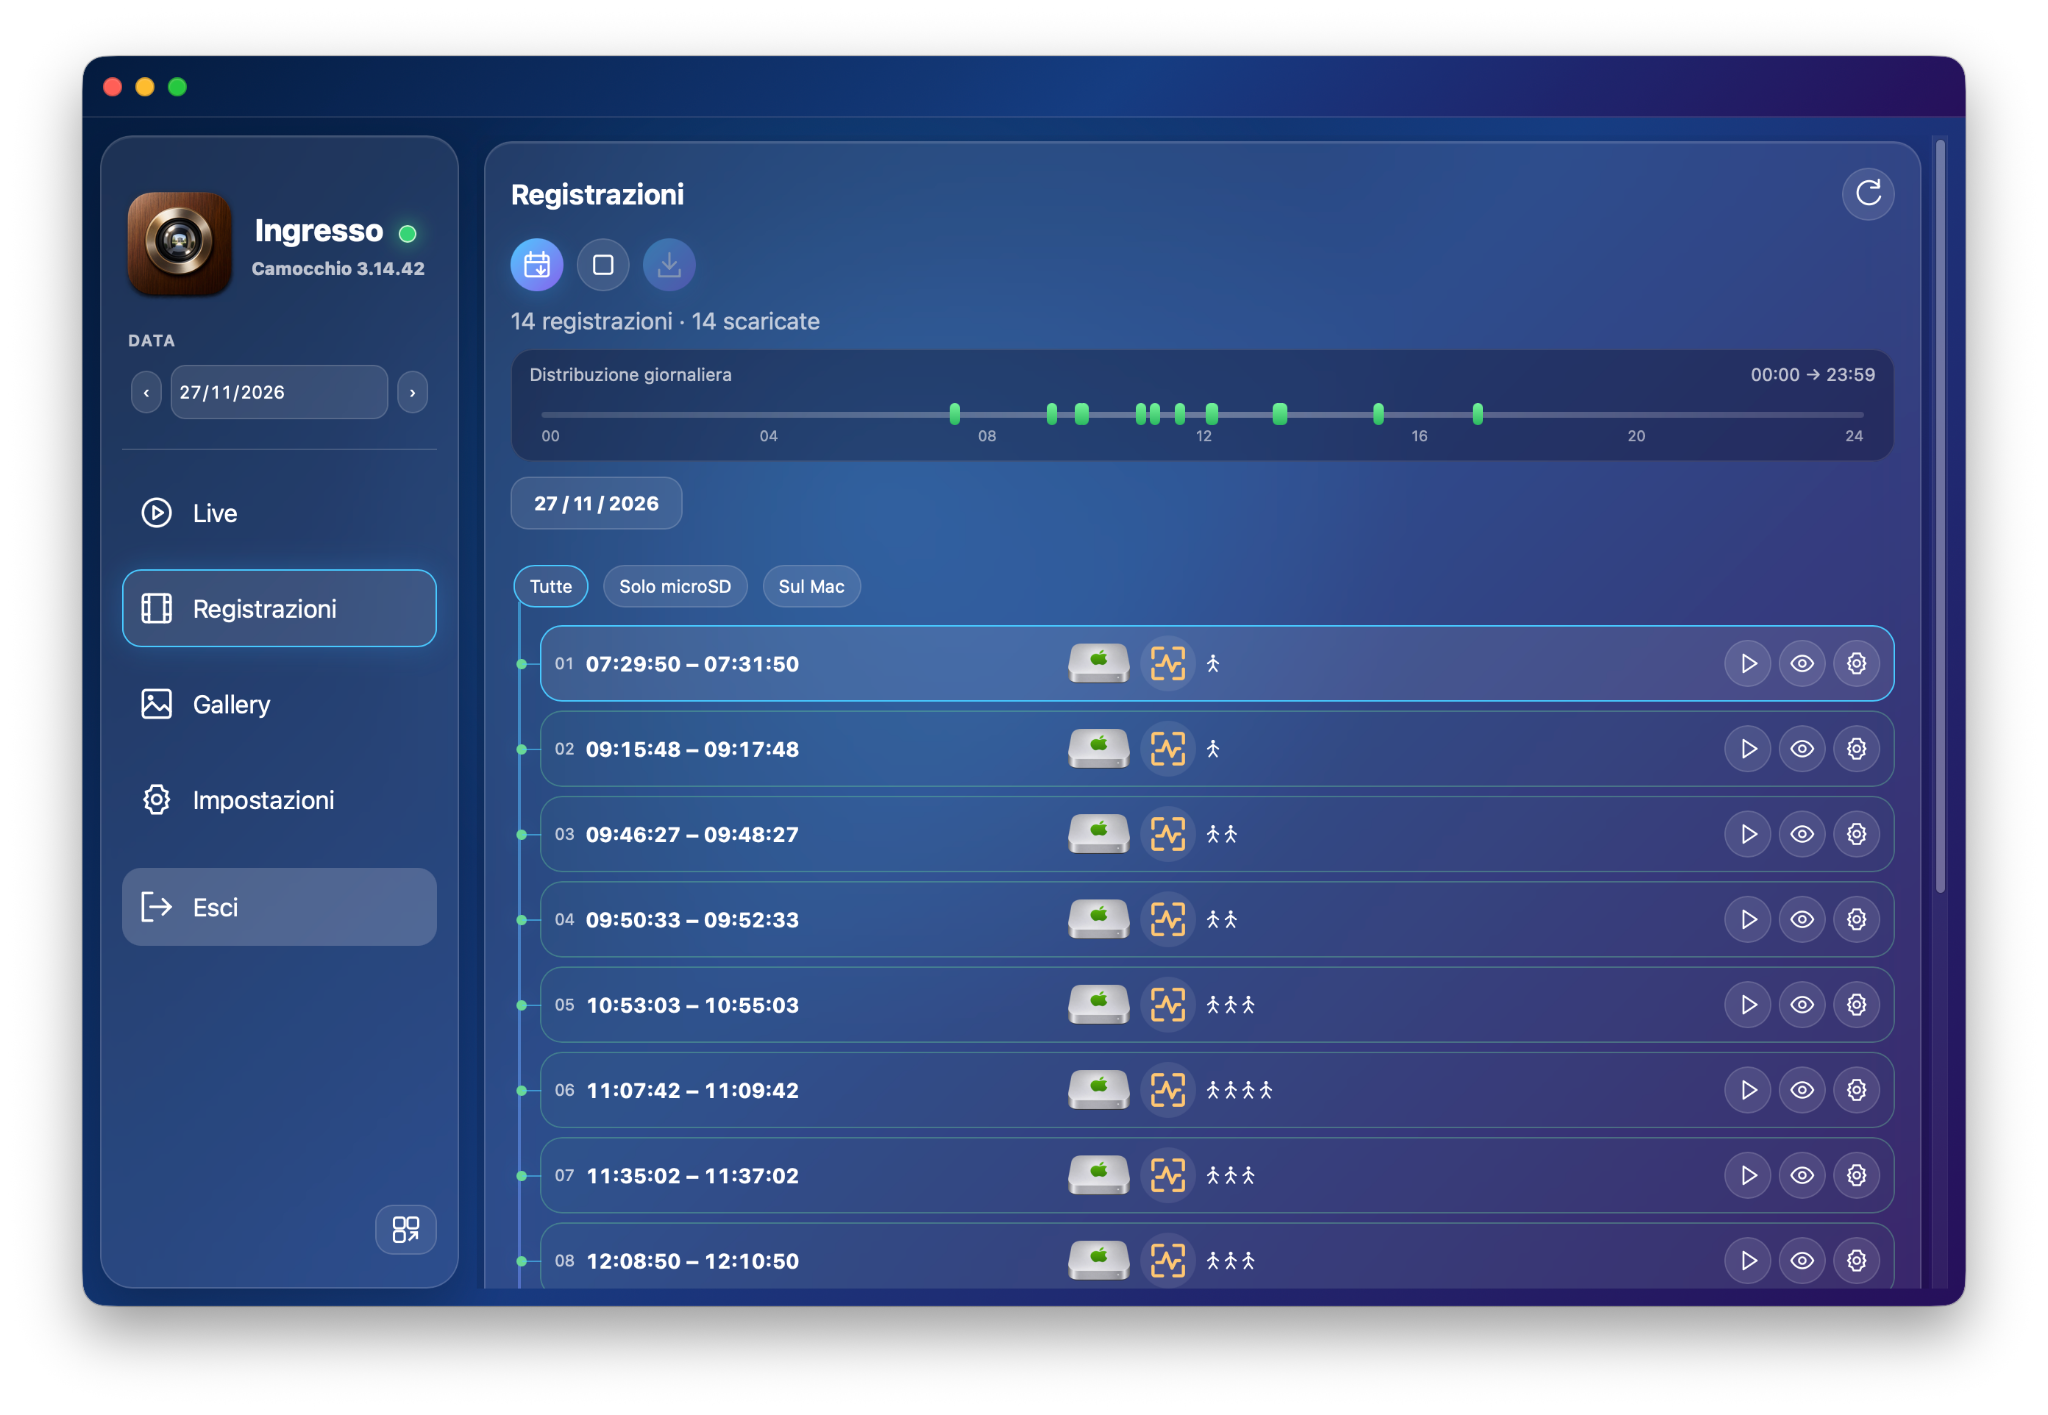 Ingresso
Camocchio 3.14.42
DATA
‹ 27/11/2026 ›
Live
Registrazioni
Gallery
Impostazioni
Esci
Registrazioni
14 registrazioni · 14 scaricate
Distribuzione giornaliera 00:00 → 23:59
00 04 08 12 16 20 24
27 / 11 / 2026
Tutte Solo microSD Sul Mac
01 07:29:50 – 07:31:50
02 09:15:48 – 09:17:48
03 09:46:27 – 09:48:27
04 09:50:33 – 09:52:33
05 10:53:03 – 10:55:03
06 11:07:42 – 11:09:42
07 11:35:02 – 11:37:02
08 12:08:50 – 12:10:50